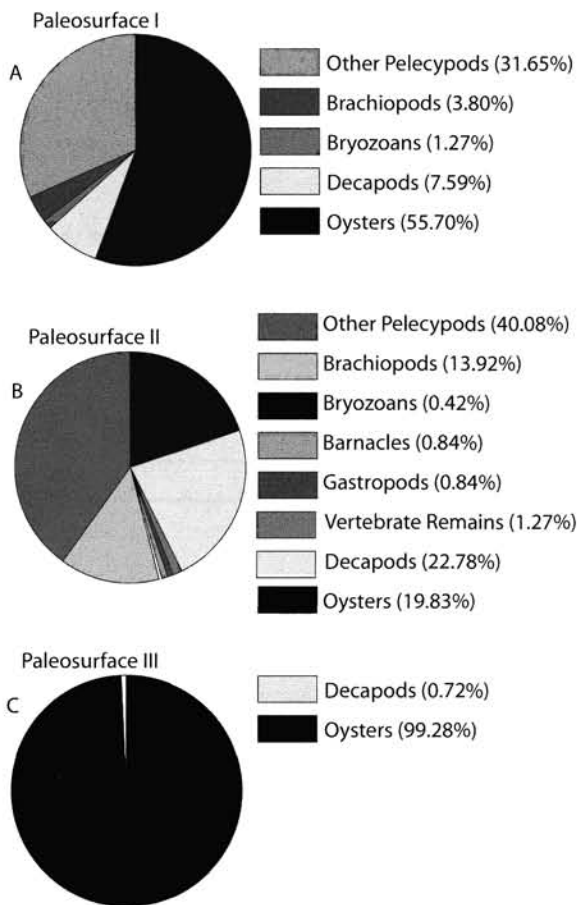 Paleosurface I
A
Other Pelecypods (31.65%)
Brachiopods (3.80%)
Bryozoans (1.27%)
Decapods (7.59%)
Oysters (55.70%)
Paleosurface II
B
Other Pelecypods (40.08%)
Brachiopods (13.92%)
Bryozoans (0.42%)
Barnacles (0.84%)
Gastropods (0.84%)
Vertebrate Remains (1.27%)
Decapods (22.78%)
Oysters (19.83%)
Paleosurface III
C
Decapods (0.72%)
Oysters (99.28%)